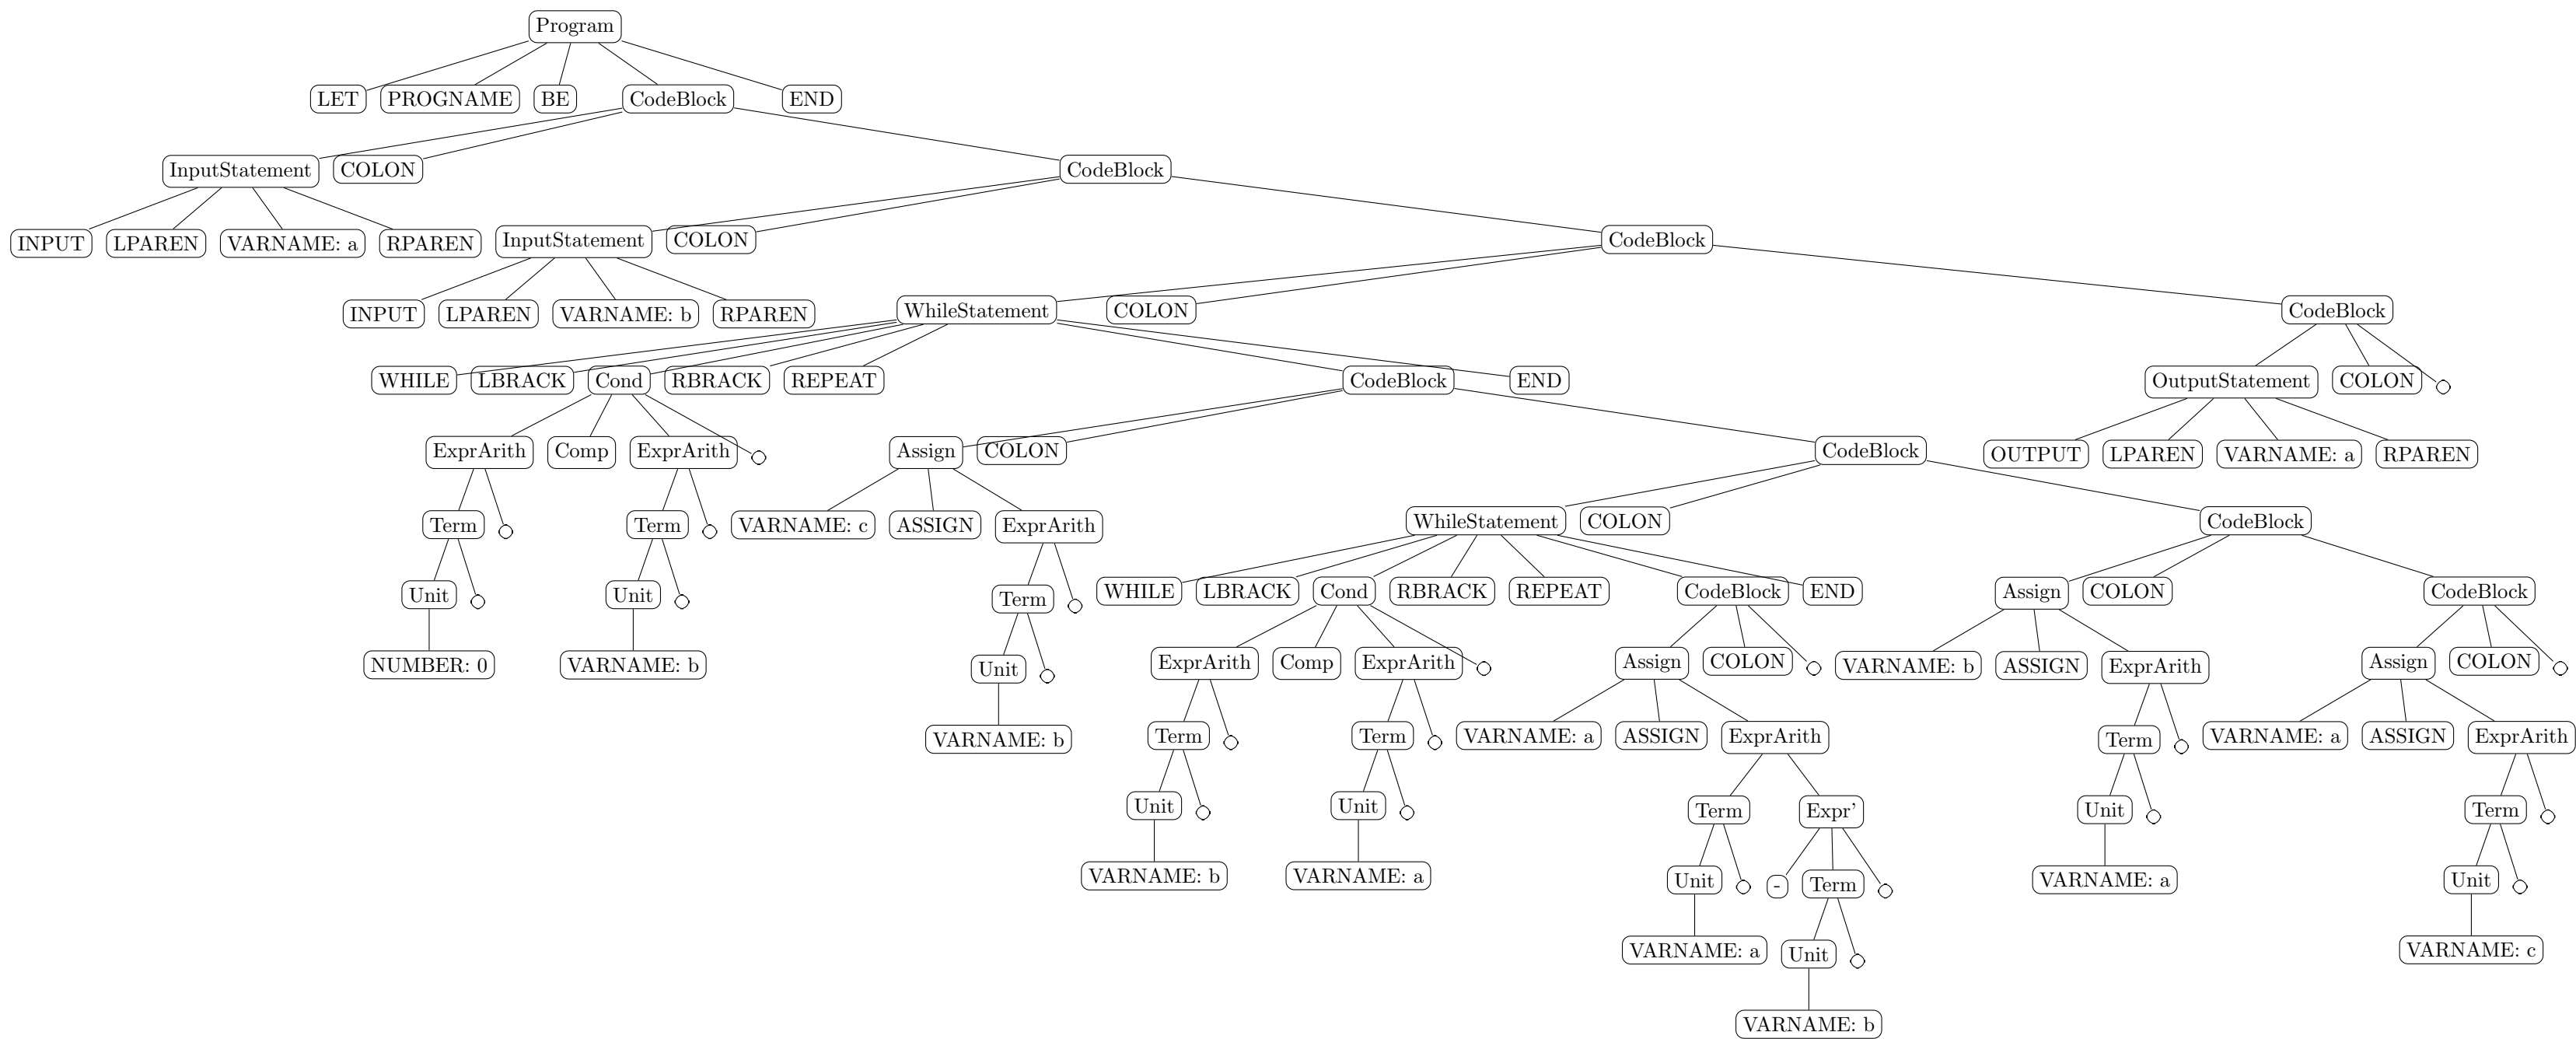 Program
LET PROGNAME BE CodeBlock END
InputStatement COLON CodeBlock
INPUT LPAREN VARNAME: a RPAREN InputStatement COLON CodeBlock
INPUT LPAREN VARNAME: b RPAREN WhileStatement COLON CodeBlock
WHILE LBRACK Cond RBRACK REPEAT CodeBlock END OutputStatement COLON
ExprArith Comp ExprArith Assign COLON CodeBlock OUTPUT LPAREN VARNAME: a RPAREN
Term Term VARNAME: c ASSIGN ExprArith WhileStatement COLON CodeBlock
Unit Unit Term WHILE LBRACK Cond RBRACK REPEAT CodeBlock END Assign COLON CodeBlock
NUMBER: 0 VARNAME: b Unit ExprArith Comp ExprArith Assign COLON VARNAME: b ASSIGN ExprArith Assign COLON
VARNAME: b Term Term VARNAME: a ASSIGN ExprArith Term VARNAME: a ASSIGN ExprArith
Unit Unit Term Expr' Unit Term
VARNAME: b VARNAME: a Unit - Term VARNAME: a Unit
VARNAME: a Unit VARNAME: c
VARNAME: b